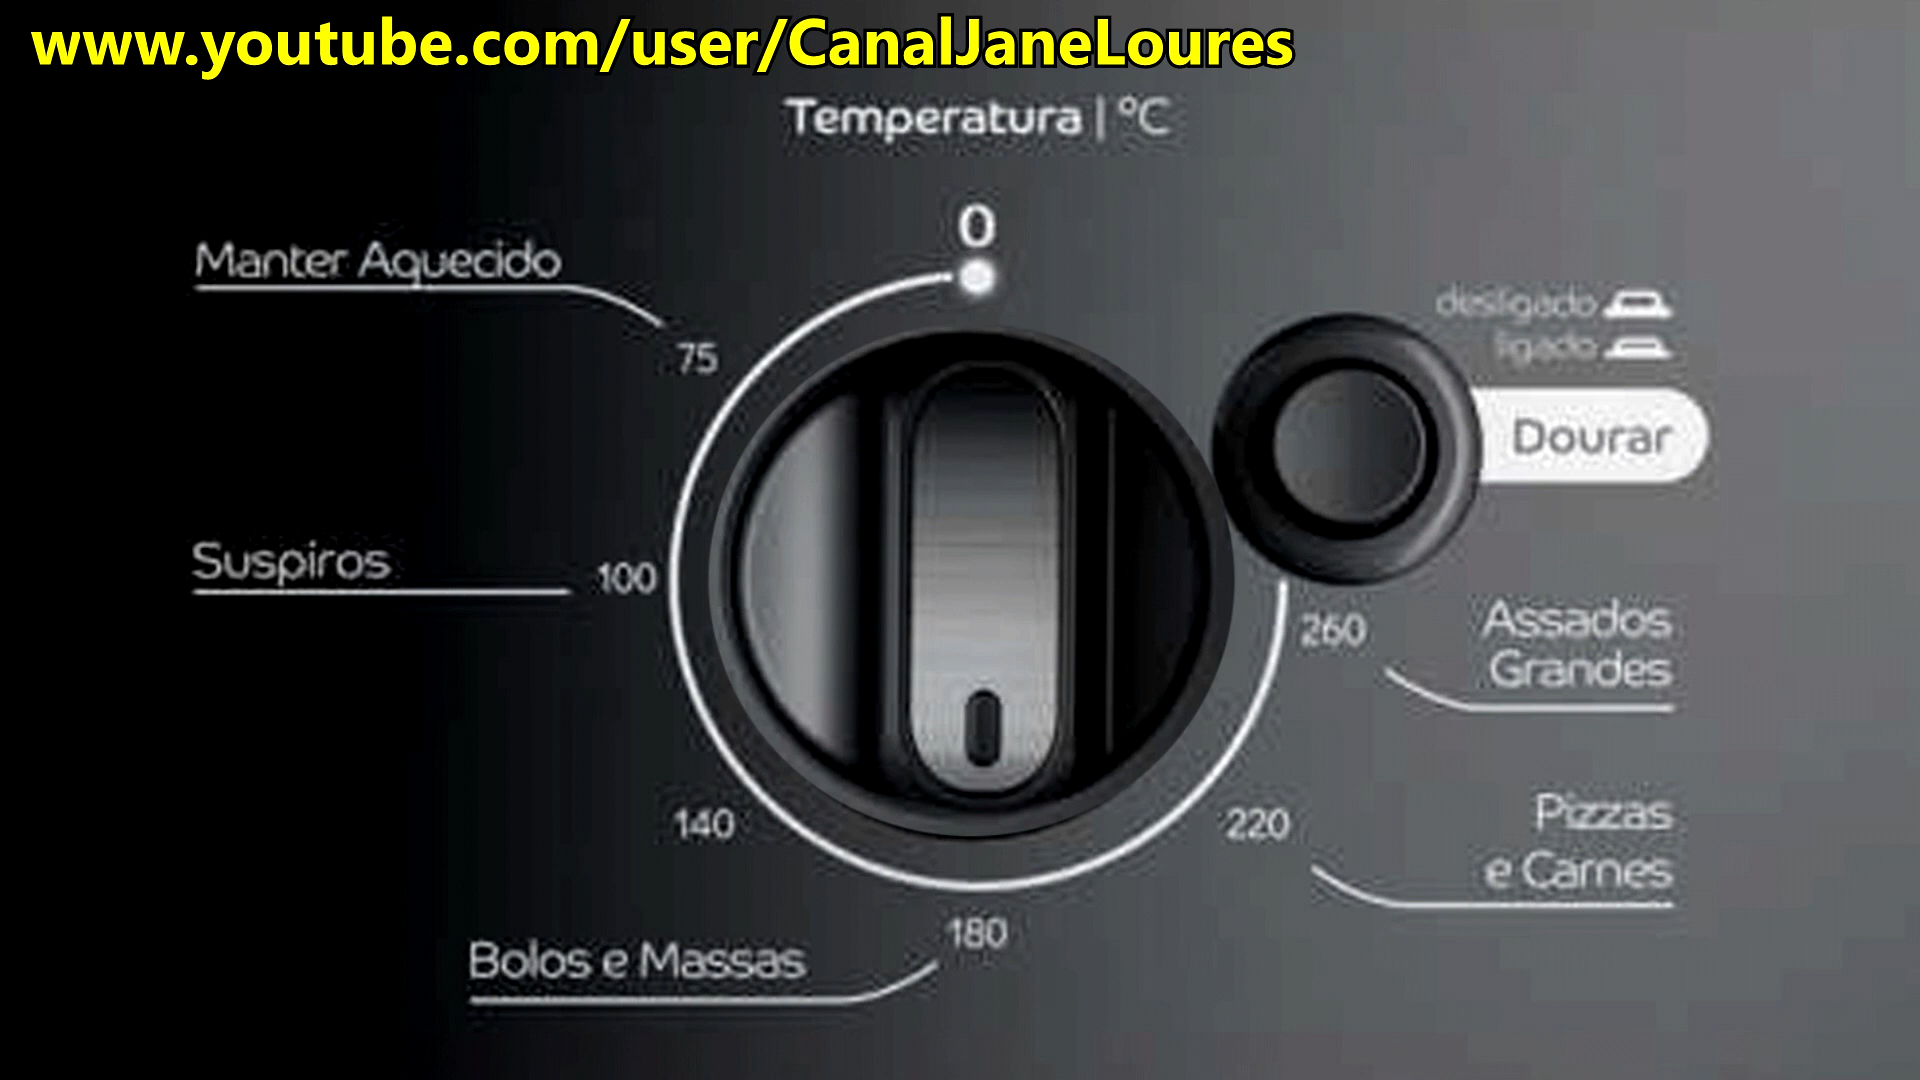 www.youtube.com/user/CanalJaneLoures
Temperatura | °C
0
Manter Aquecido
75
desligado
ligado
Dourar
Suspiros
100
260
Assados
Grandes
140
220
Pizzas
e Carnes
180
Bolos e Massas